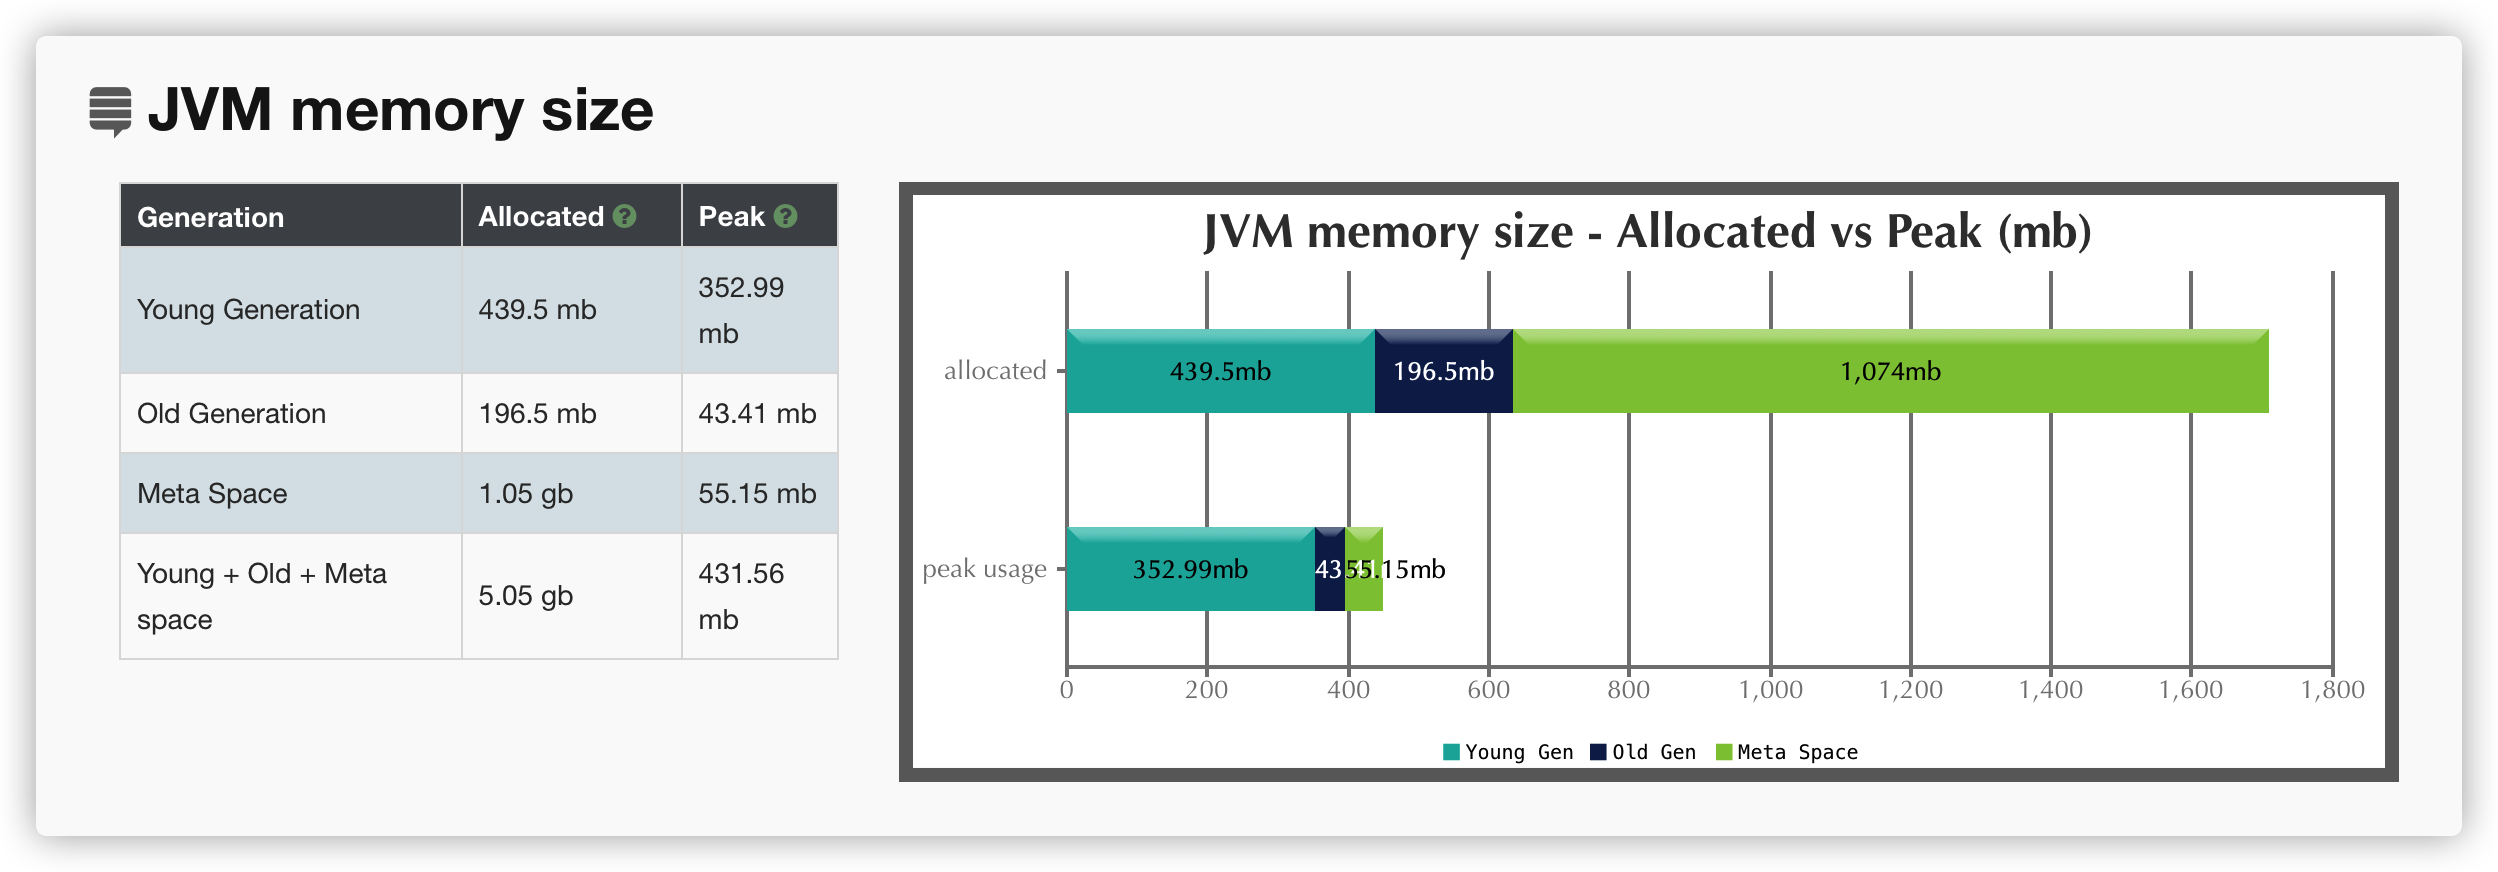 JVM memory size
Generation Allocated ? Peak ?
Young Generation 439.5 mb 352.99 mb
Old Generation 196.5 mb 43.41 mb
Meta Space 1.05 gb 55.15 mb
Young + Old + Meta space 5.05 gb 431.56 mb
JVM memory size - Allocated vs Peak (mb)
allocated 439.5mb 196.5mb 1,074mb
peak usage 352.99mb 43 55.15mb
0 200 400 600 800 1,000 1,200 1,400 1,600 1,800
Young Gen Old Gen Meta Space